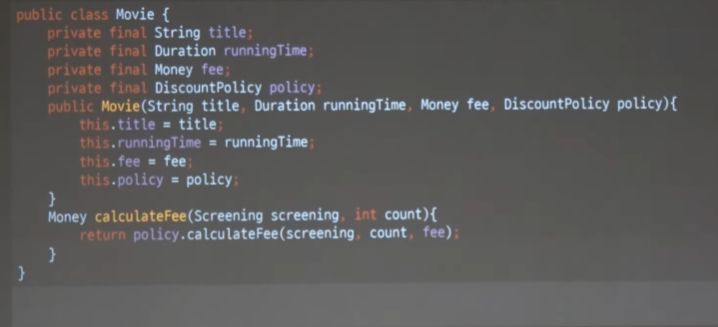 public class Movie {
private final String title;
private final Duration runningTime;
private final Money fee;
private final DiscountPolicy policy;
public Movie(String title, Duration runningTime, Money fee, DiscountPolicy policy){
this.title = title;
this.runningTime = runningTime;
this.fee = fee;
this.policy = policy;
}
Money calculateFee(Screening screening, int count){
return policy.calculateFee(screening, count, fee);
}
}